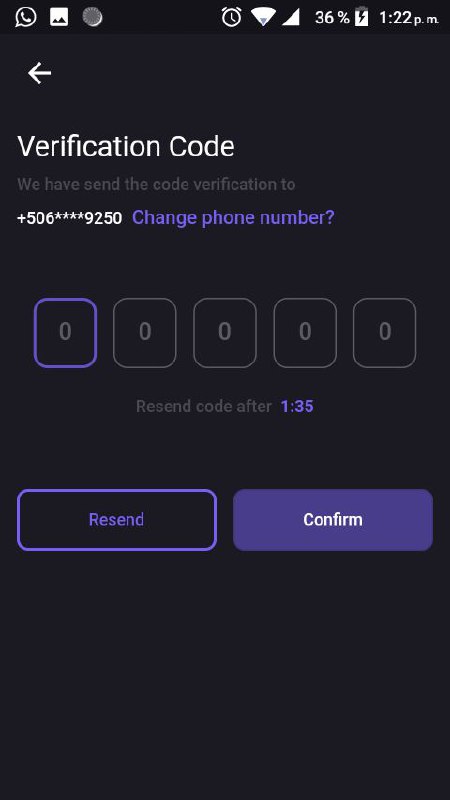 36 % 1:22 p. m.
Verification Code
We have send the code verification to
+506****9250 Change phone number?
0 0 0 0 0
Resend code after 1:35
Resend Confirm